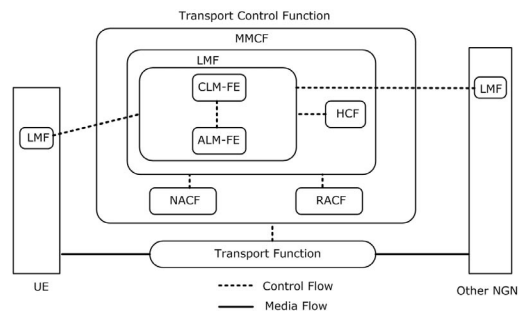 Transport Control Function
MMCF
LMF
CLM-FE
LMF
HCF
LMF
ALM-FE
NACF
RACF
Transport Function
UE
Control Flow
Other NGN
Media Flow